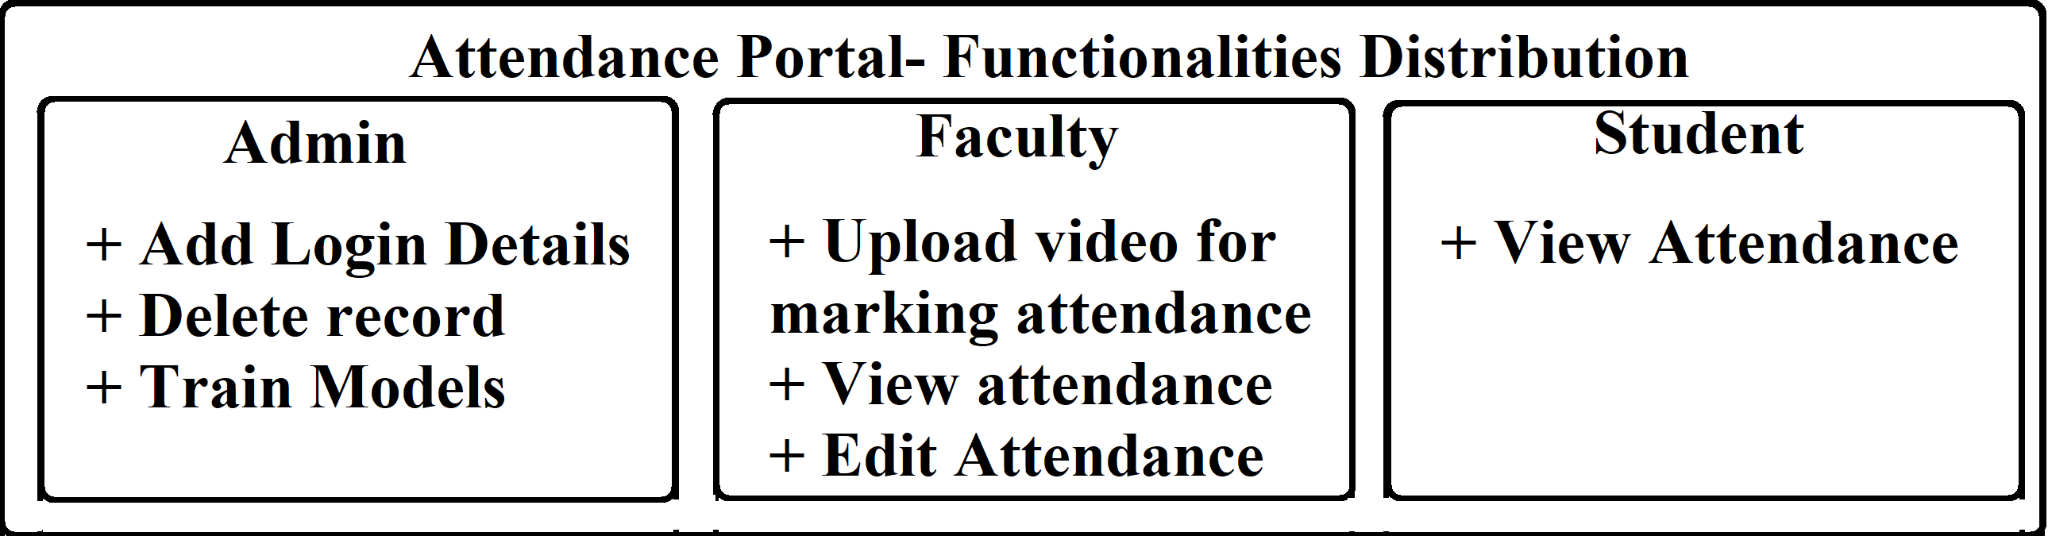 Attendance Portal- Functionalities Distribution
Admin
+ Add Login Details
+ Delete record
+ Train Models
Faculty
+ Upload video for
marking attendance
+ View attendance
+ Edit Attendance
Student
+ View Attendance